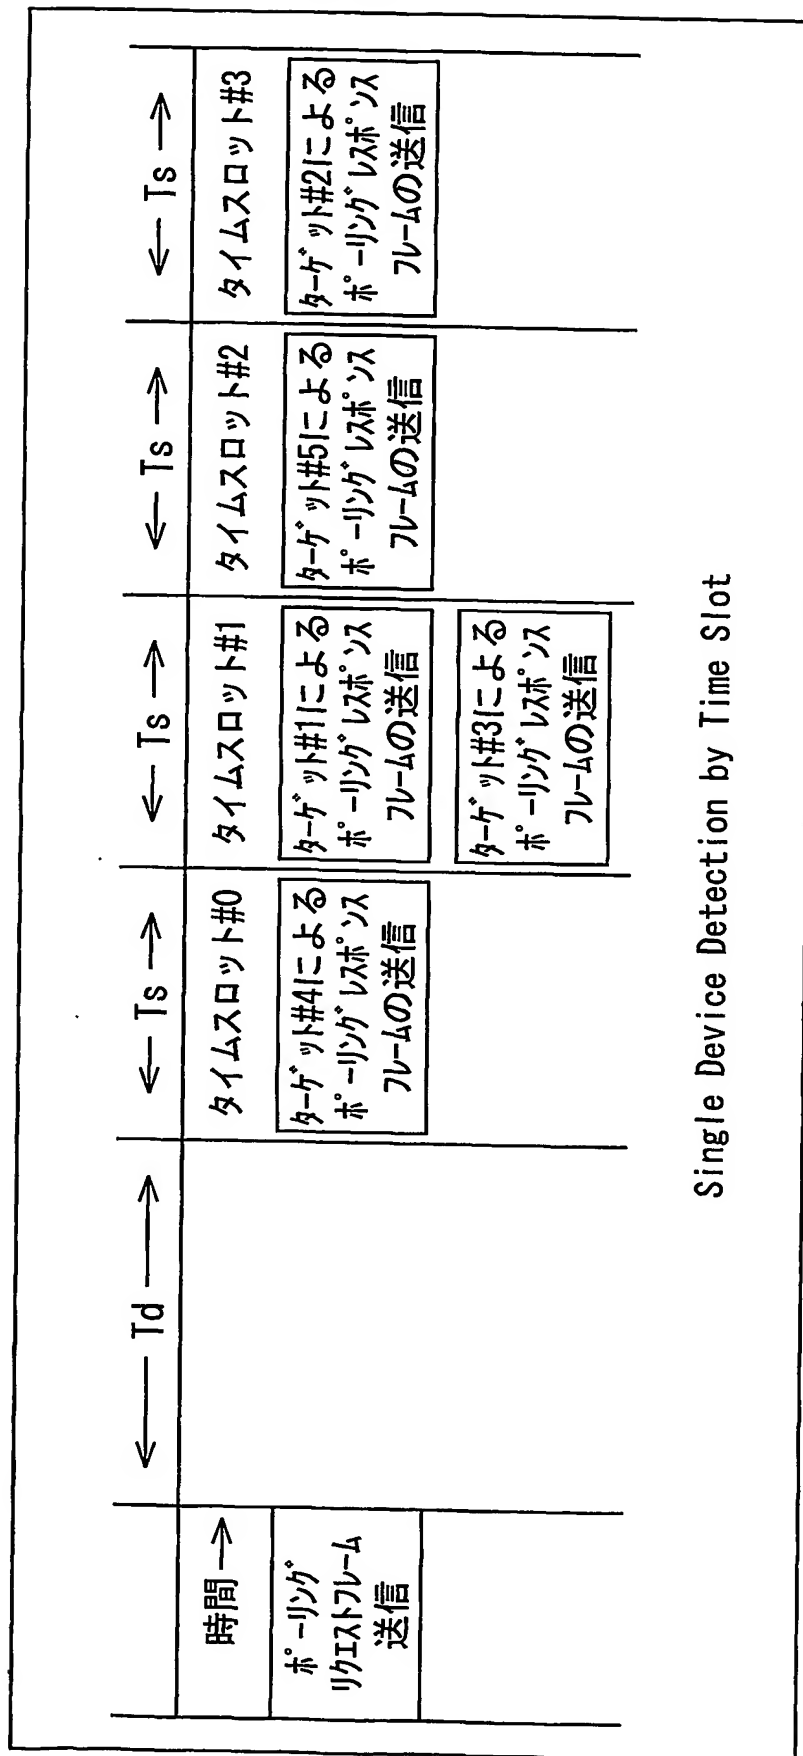 ← Td →
← Ts →
← Ts →
← Ts →
← Ts →
時間→
タイムスロット#0
タイムスロット#1
タイムスロット#2
タイムスロット#3
ポーリング
リクエストフレーム
送信
ターゲット#4による
ポーリングレスポンス
フレームの送信
ターゲット#1による
ポーリングレスポンス
フレームの送信
ターゲット#5による
ポーリングレスポンス
フレームの送信
ターゲット#2による
ポーリングレスポンス
フレームの送信
ターゲット#3による
ポーリングレスポンス
フレームの送信
Single Device Detection by Time Slot